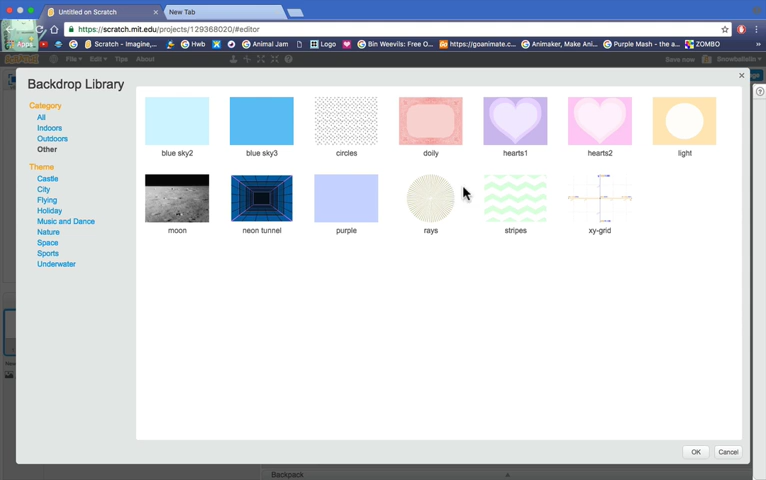 Untitled on Scratch
New Tab
https://scratch.mit.edu/projects/129368020/#editor
Apps
Scratch - Imagine,...
Hwb
Animal Jam
Logo
Bin Weevils: Free O...
https://goanimate.c...
Animaker, Make Ani...
Purple Mash - the a...
ZOMBO
File
Edit
Tips
About
Save now
Backdrop Library
Category
All
Indoors
Outdoors
Other
Theme
Castle
City
Flying
Holiday
Music and Dance
Nature
Space
Sports
Underwater
blue sky2
blue sky3
circles
doily
hearts1
hearts2
light
moon
neon tunnel
purple
rays
stripes
xy-grid
OK
Cancel
Backpack